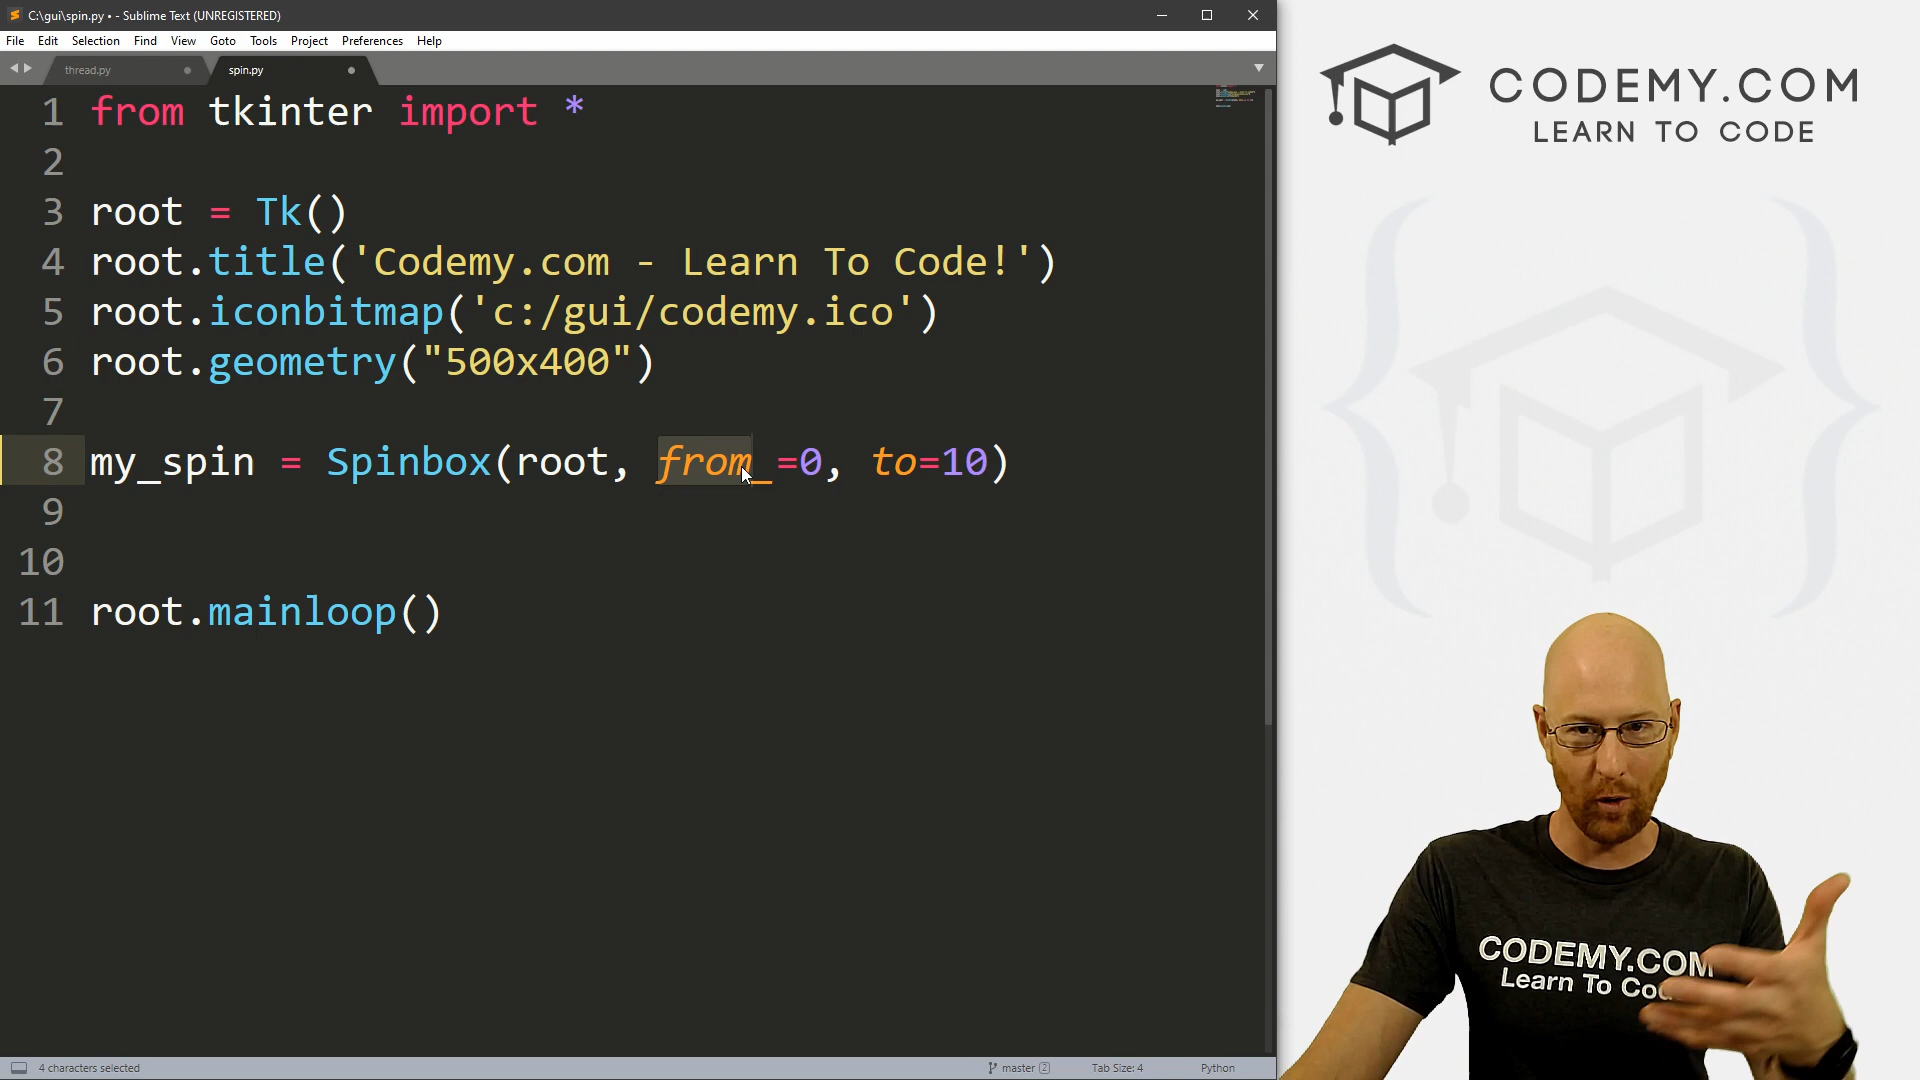 C:\gui\spin.py • - Sublime Text (UNREGISTERED)
File Edit Selection Find View Goto Tools Project Preferences Help
thread.py
spin.py
1 from tkinter import *
2
3 root = Tk()
4 root.title('Codemy.com - Learn To Code!')
5 root.iconbitmap('c:/gui/codemy.ico')
6 root.geometry("500x400")
7
8 my_spin = Spinbox(root, from_=0, to=10)
9
10
11 root.mainloop()
4 characters selected
master 2
Tab Size: 4
Python
CODEMY.COM
LEARN TO CODE
CODEMY.COM
Learn To Cod